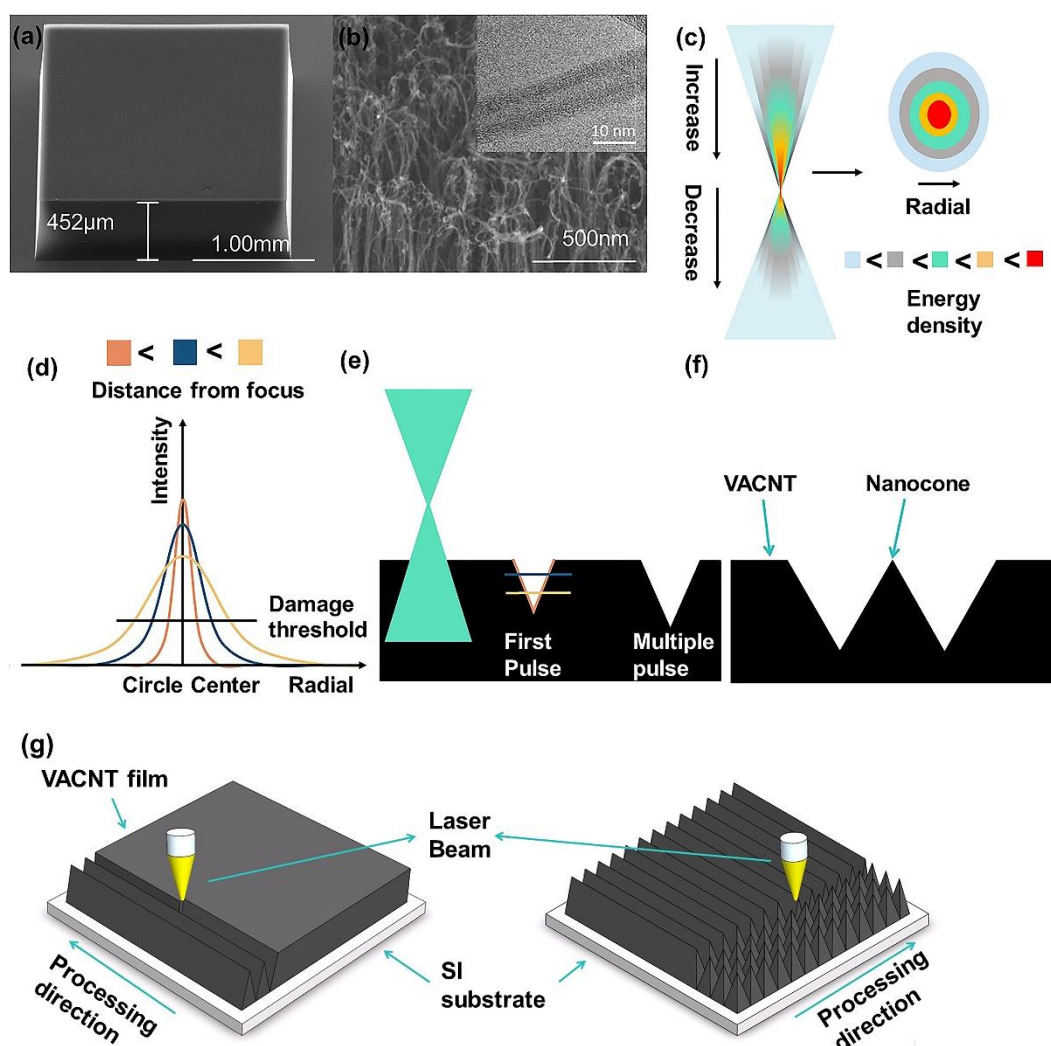 (a)
452μm
1.00mm
(b)
10 nm
500nm
(c)
Increase
Decrease
Radial
< < < <
Energy
density
(d)
< <
Distance from focus
Intensity
Damage
threshold
Circle Center Radial
(e)
First
Pulse
Multiple
pulse
(f)
VACNT
Nanocone
(g)
VACNT film
Laser
Beam
SI
substrate
Processing
direction
Processing
direction